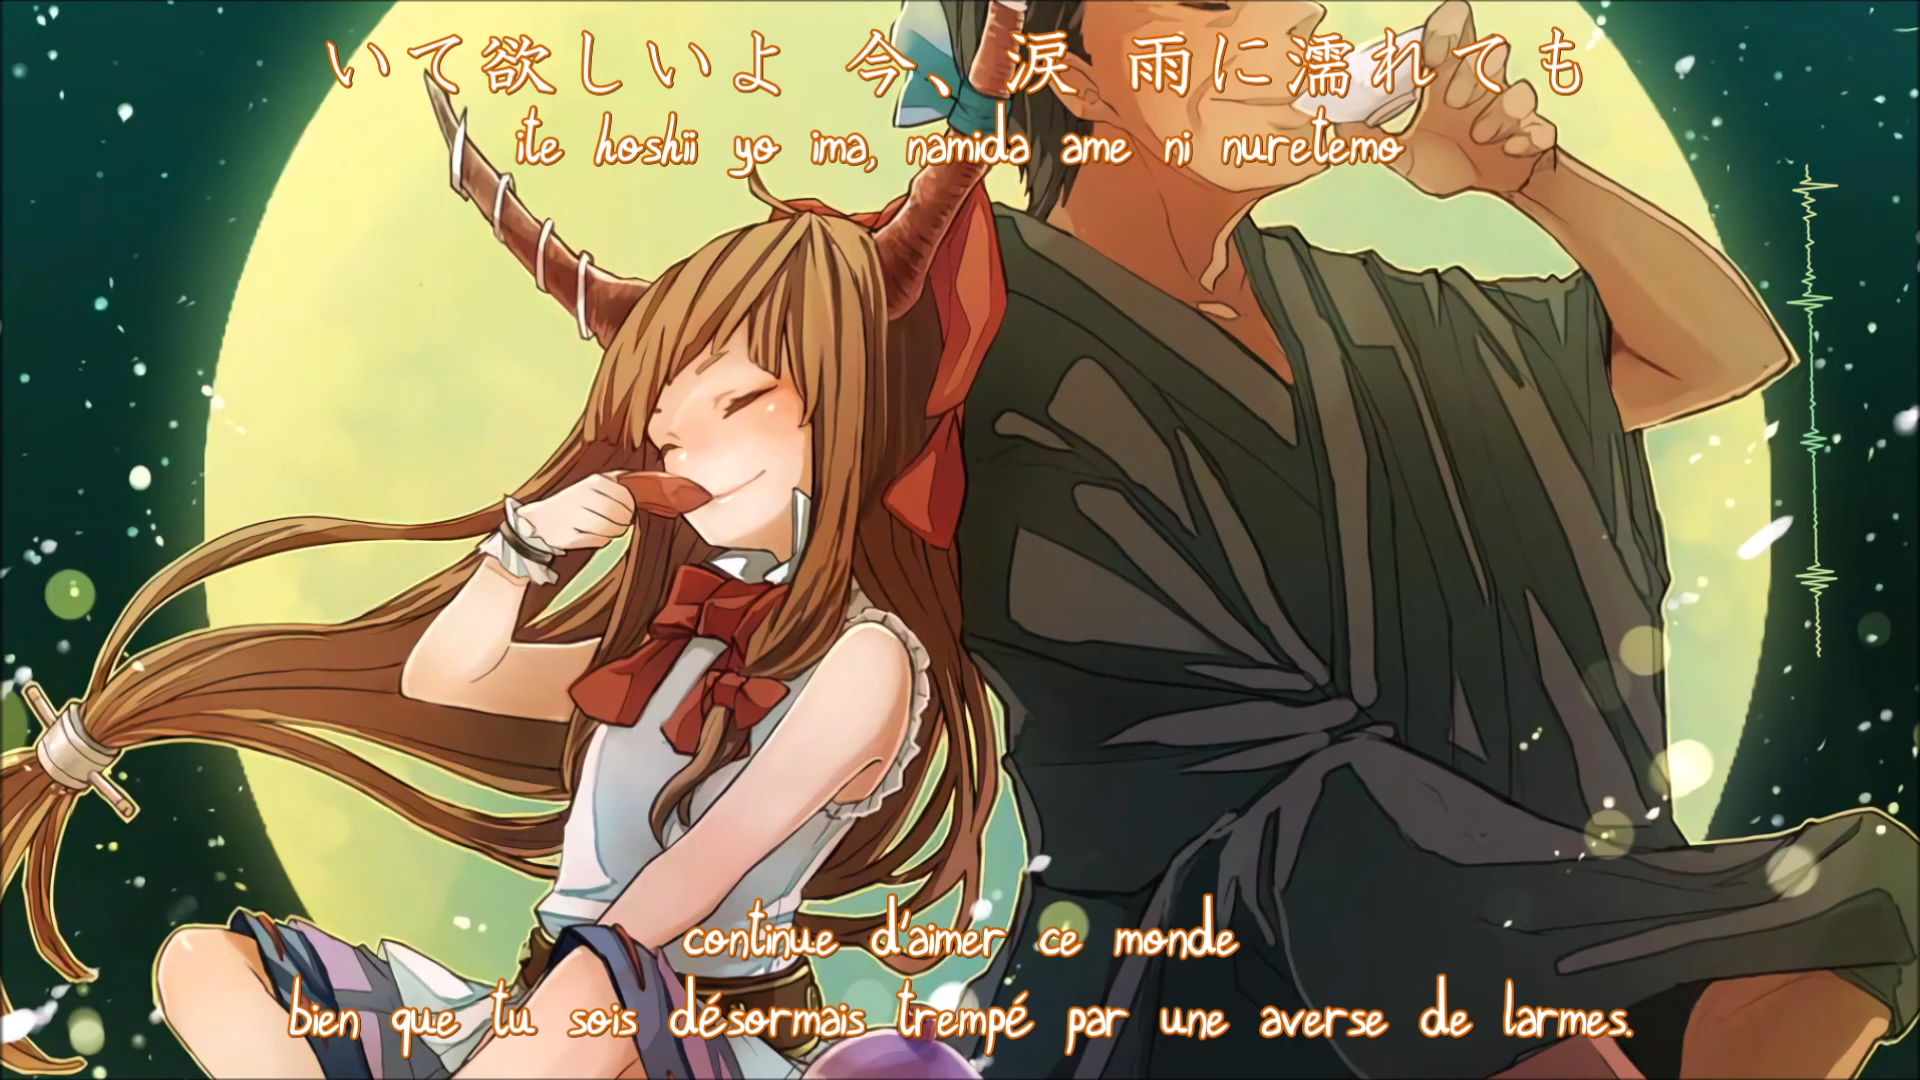 いて欲しいよ 今、涙 雨に濡れても
ite hoshii yo ima, namida ame ni nuretemo
continue d'aimer ce monde
bien que tu sois désormais trempé par une averse de larmes.